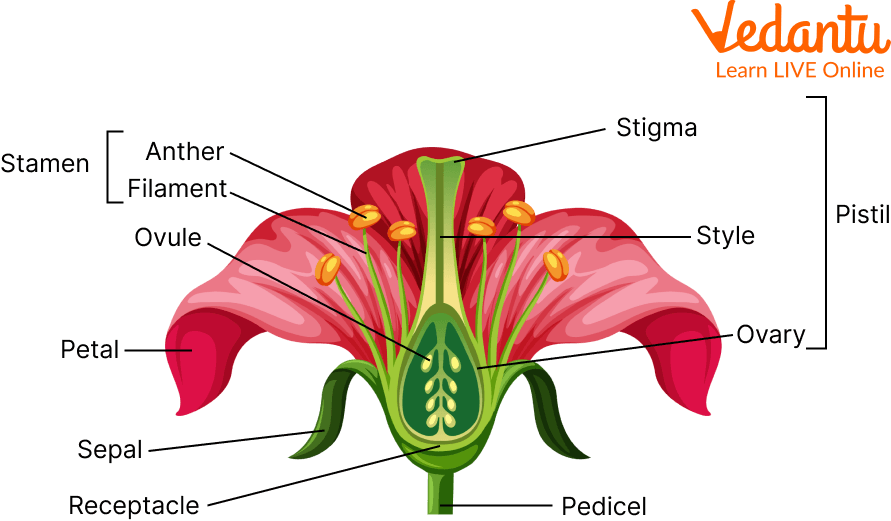 Vedantu
Learn LIVE Online
Stigma
Anther
Stamen
Filament
Pistil
Ovule
Style
Ovary
Petal
Sepal
Receptacle
Pedicel